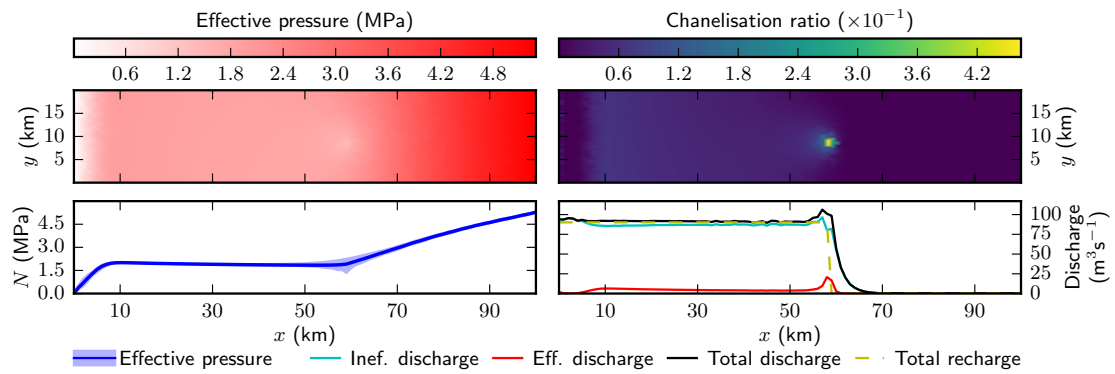 Effective pressure (MPa)
Chanelisation ratio (×10⁻¹)
0.6 1.2 1.8 2.4 3.0 3.6 4.2 4.8
0.6 1.2 1.8 2.4 3.0 3.6 4.2
y (km)
15
10
5
15
10
5
y (km)
N (MPa)
4.5
3.0
1.5
0.0
10 30 50 70 90
x (km)
100
75
50
25
0
Discharge
(m³s⁻¹)
10 30 50 70 90
x (km)
Effective pressure Inef. discharge Eff. discharge Total discharge Total recharge